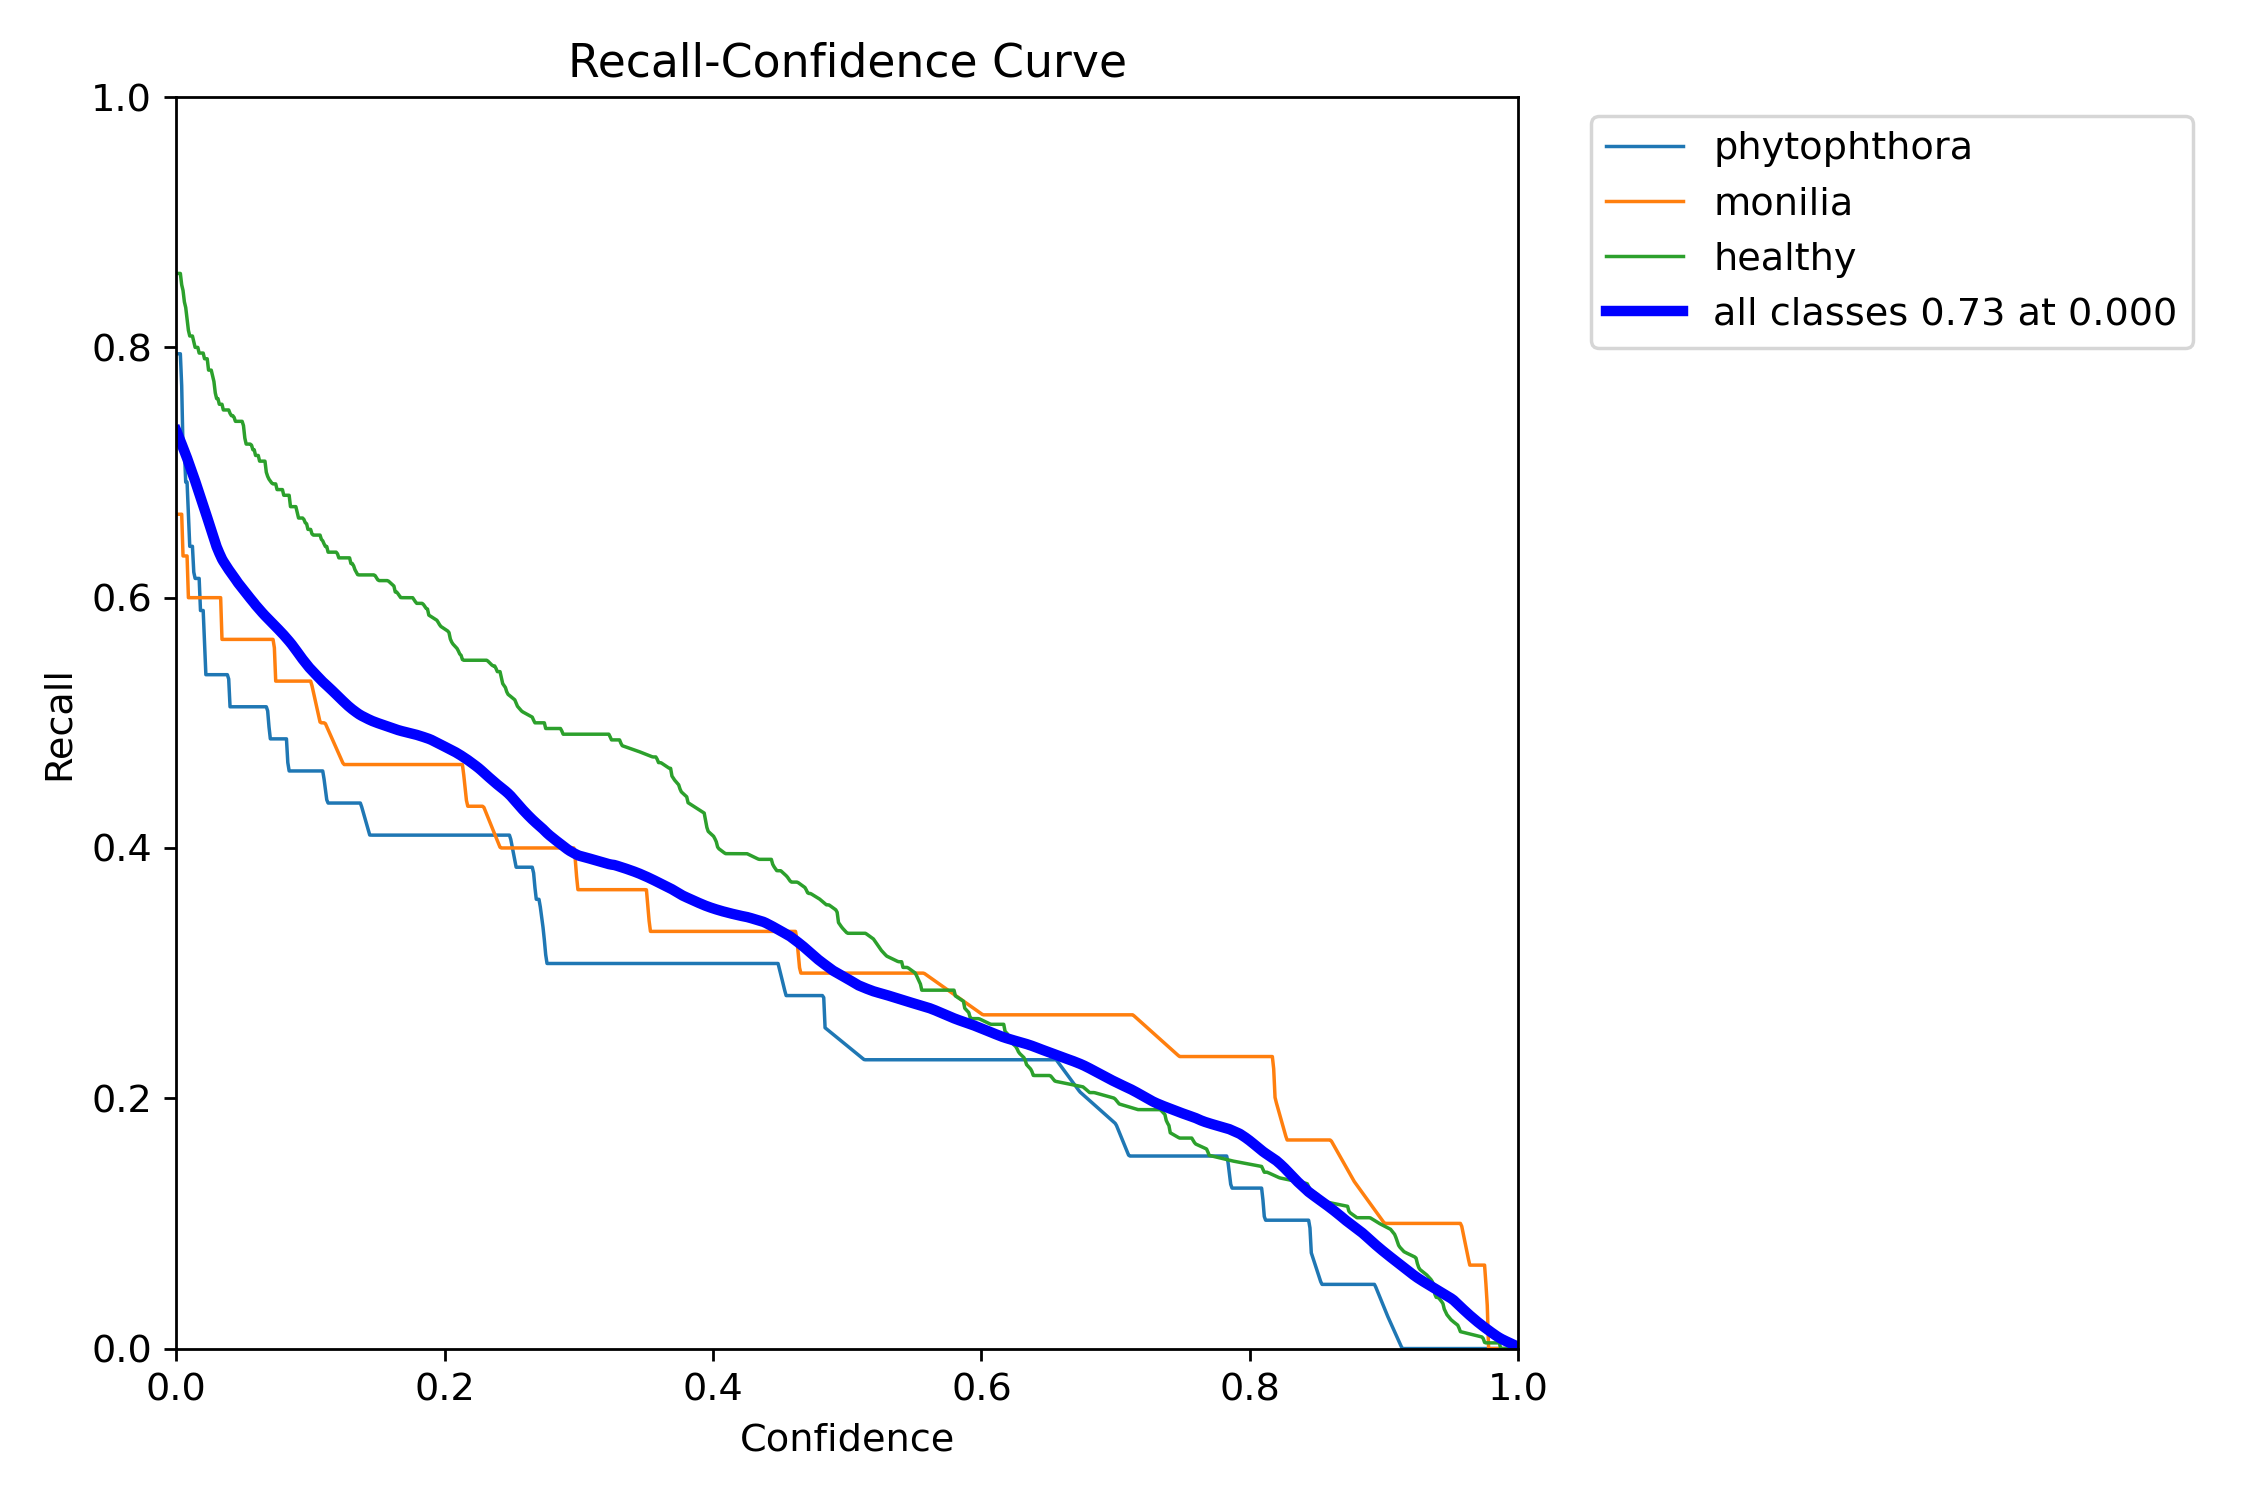 Recall-Confidence Curve
1.0
0.8
0.6
0.4
0.2
0.0
Recall
0.0 0.2 0.4 0.6 0.8 1.0
Confidence
phytophthora
monilia
healthy
all classes 0.73 at 0.000